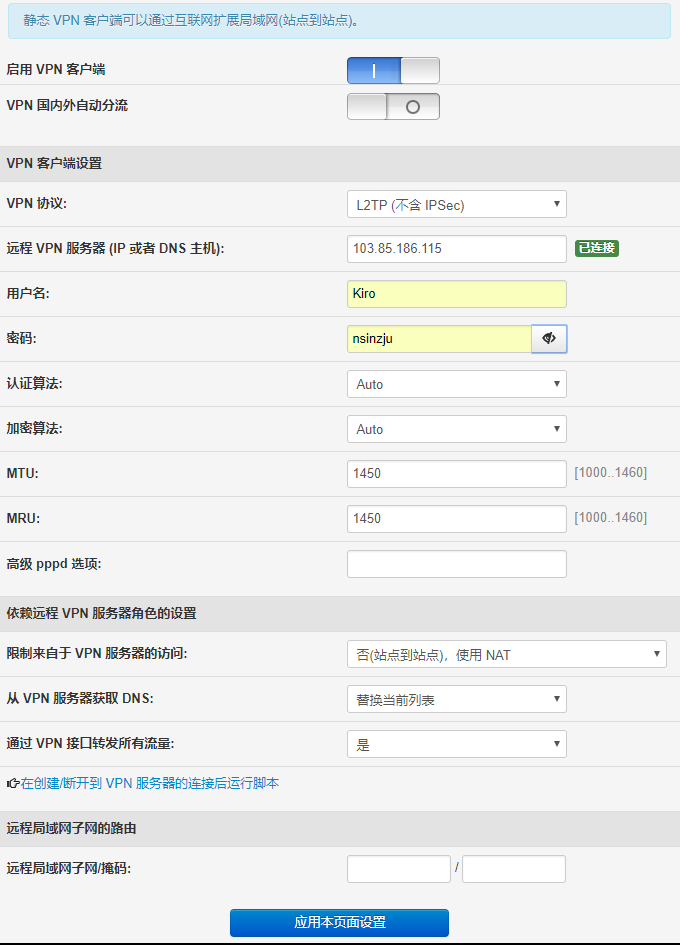 静态 VPN 客户端可以通过互联网扩展局域网(站点到站点)。
启用 VPN 客户端
VPN 国内外自动分流
VPN 客户端设置
VPN 协议: L2TP (不含 IPSec)
远程 VPN 服务器 (IP 或者 DNS 主机): 103.85.186.115 已连接
用户名: Kiro
密码: nsinzju
认证算法: Auto
加密算法: Auto
MTU: 1450 [1000..1460]
MRU: 1450 [1000..1460]
高级 pppd 选项:
依赖远程 VPN 服务器角色的设置
限制来自于 VPN 服务器的访问: 否(站点到站点)，使用 NAT
从 VPN 服务器获取 DNS: 替换当前列表
通过 VPN 接口转发所有流量: 是
在创建/断开到 VPN 服务器的连接后运行脚本
远程局域网子网的路由
远程局域网子网/掩码: /
应用本页面设置